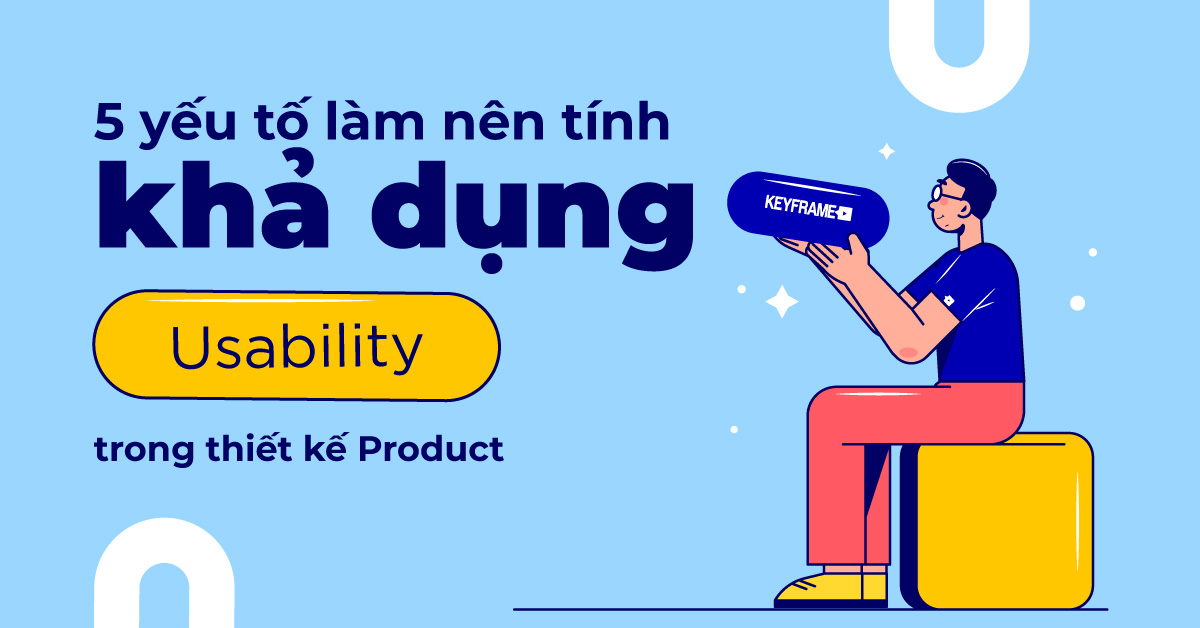 5 yếu tố làm nên tính
khả dụng
Usability
trong thiết kế Product
KEYFRAME